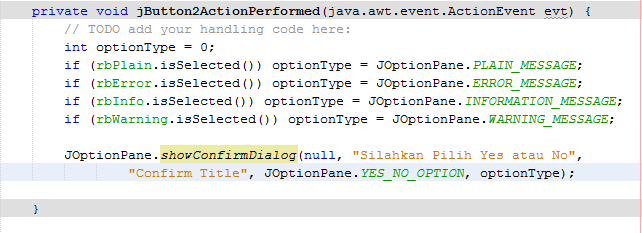 private void jButton2ActionPerformed(java.awt.event.ActionEvent evt) {
// TODO add your handling code here:
int optionType = 0;
if (rbPlain.isSelected()) optionType = JOptionPane.PLAIN_MESSAGE;
if (rbError.isSelected()) optionType = JOptionPane.ERROR_MESSAGE;
if (rbInfo.isSelected()) optionType = JOptionPane.INFORMATION_MESSAGE;
if (rbWarning.isSelected()) optionType = JOptionPane.WARNING_MESSAGE;
JOptionPane.showConfirmDialog(null, "Silahkan Pilih Yes atau No",
"Confirm Title", JOptionPane.YES_NO_OPTION, optionType);
}